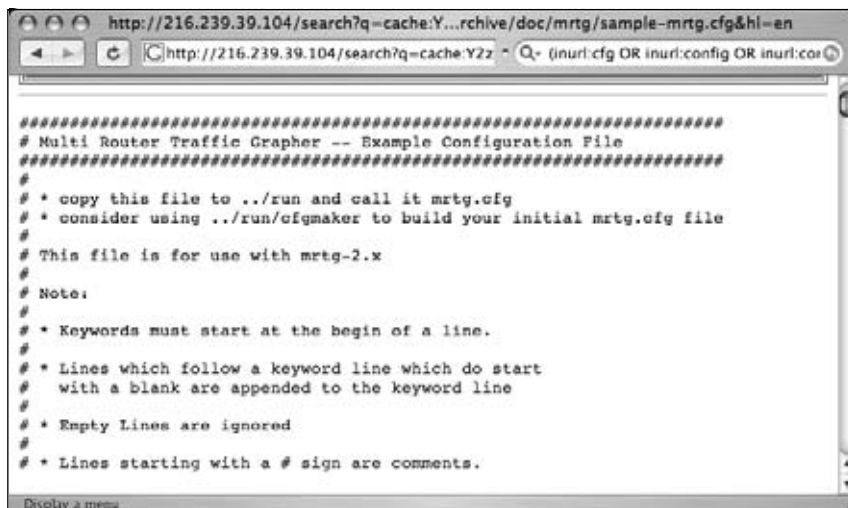 http://216.239.39.104/search?q=cache:Y...rchive/doc/mrtg/sample-mrtg.cfg&hl=en
http://216.239.39.104/search?q=cache:Y2z (inurl:cfg OR inurl:config OR inurl:cor
######################################################################
# Multi Router Traffic Grapher -- Example Configuration File
######################################################################
#
# * copy this file to ../run and call it mrtg.cfg
# * consider using ../run/cfgmaker to build your initial mrtg.cfg file
#
# This file is for use with mrtg-2.x
#
# Note:
#
# * Keywords must start at the begin of a line.
#
# * Lines which follow a keyword line which do start
#   with a blank are appended to the keyword line
#
# * Empty Lines are ignored
#
# * Lines starting with a # sign are comments.
Display a menu